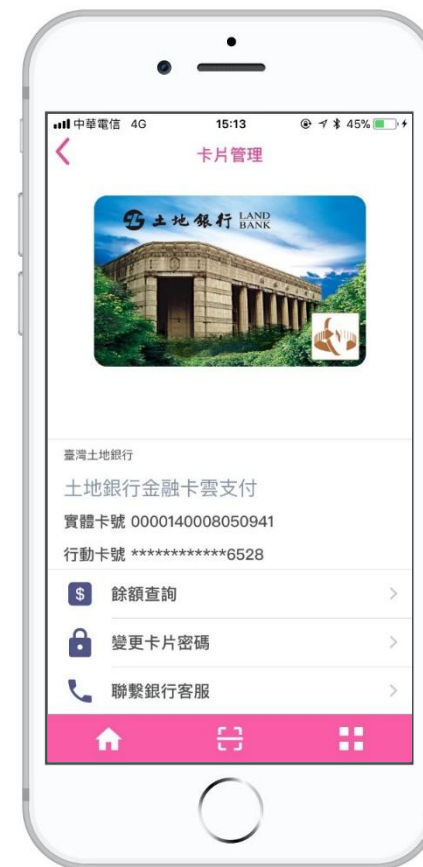 中華電信 4G 15:13 45%
卡片管理
土地銀行 LAND BANK
臺灣土地銀行
土地銀行金融卡雲支付
實體卡號 0000140008050941
行動卡號 ************6528
餘額查詢
變更卡片密碼
聯繫銀行客服